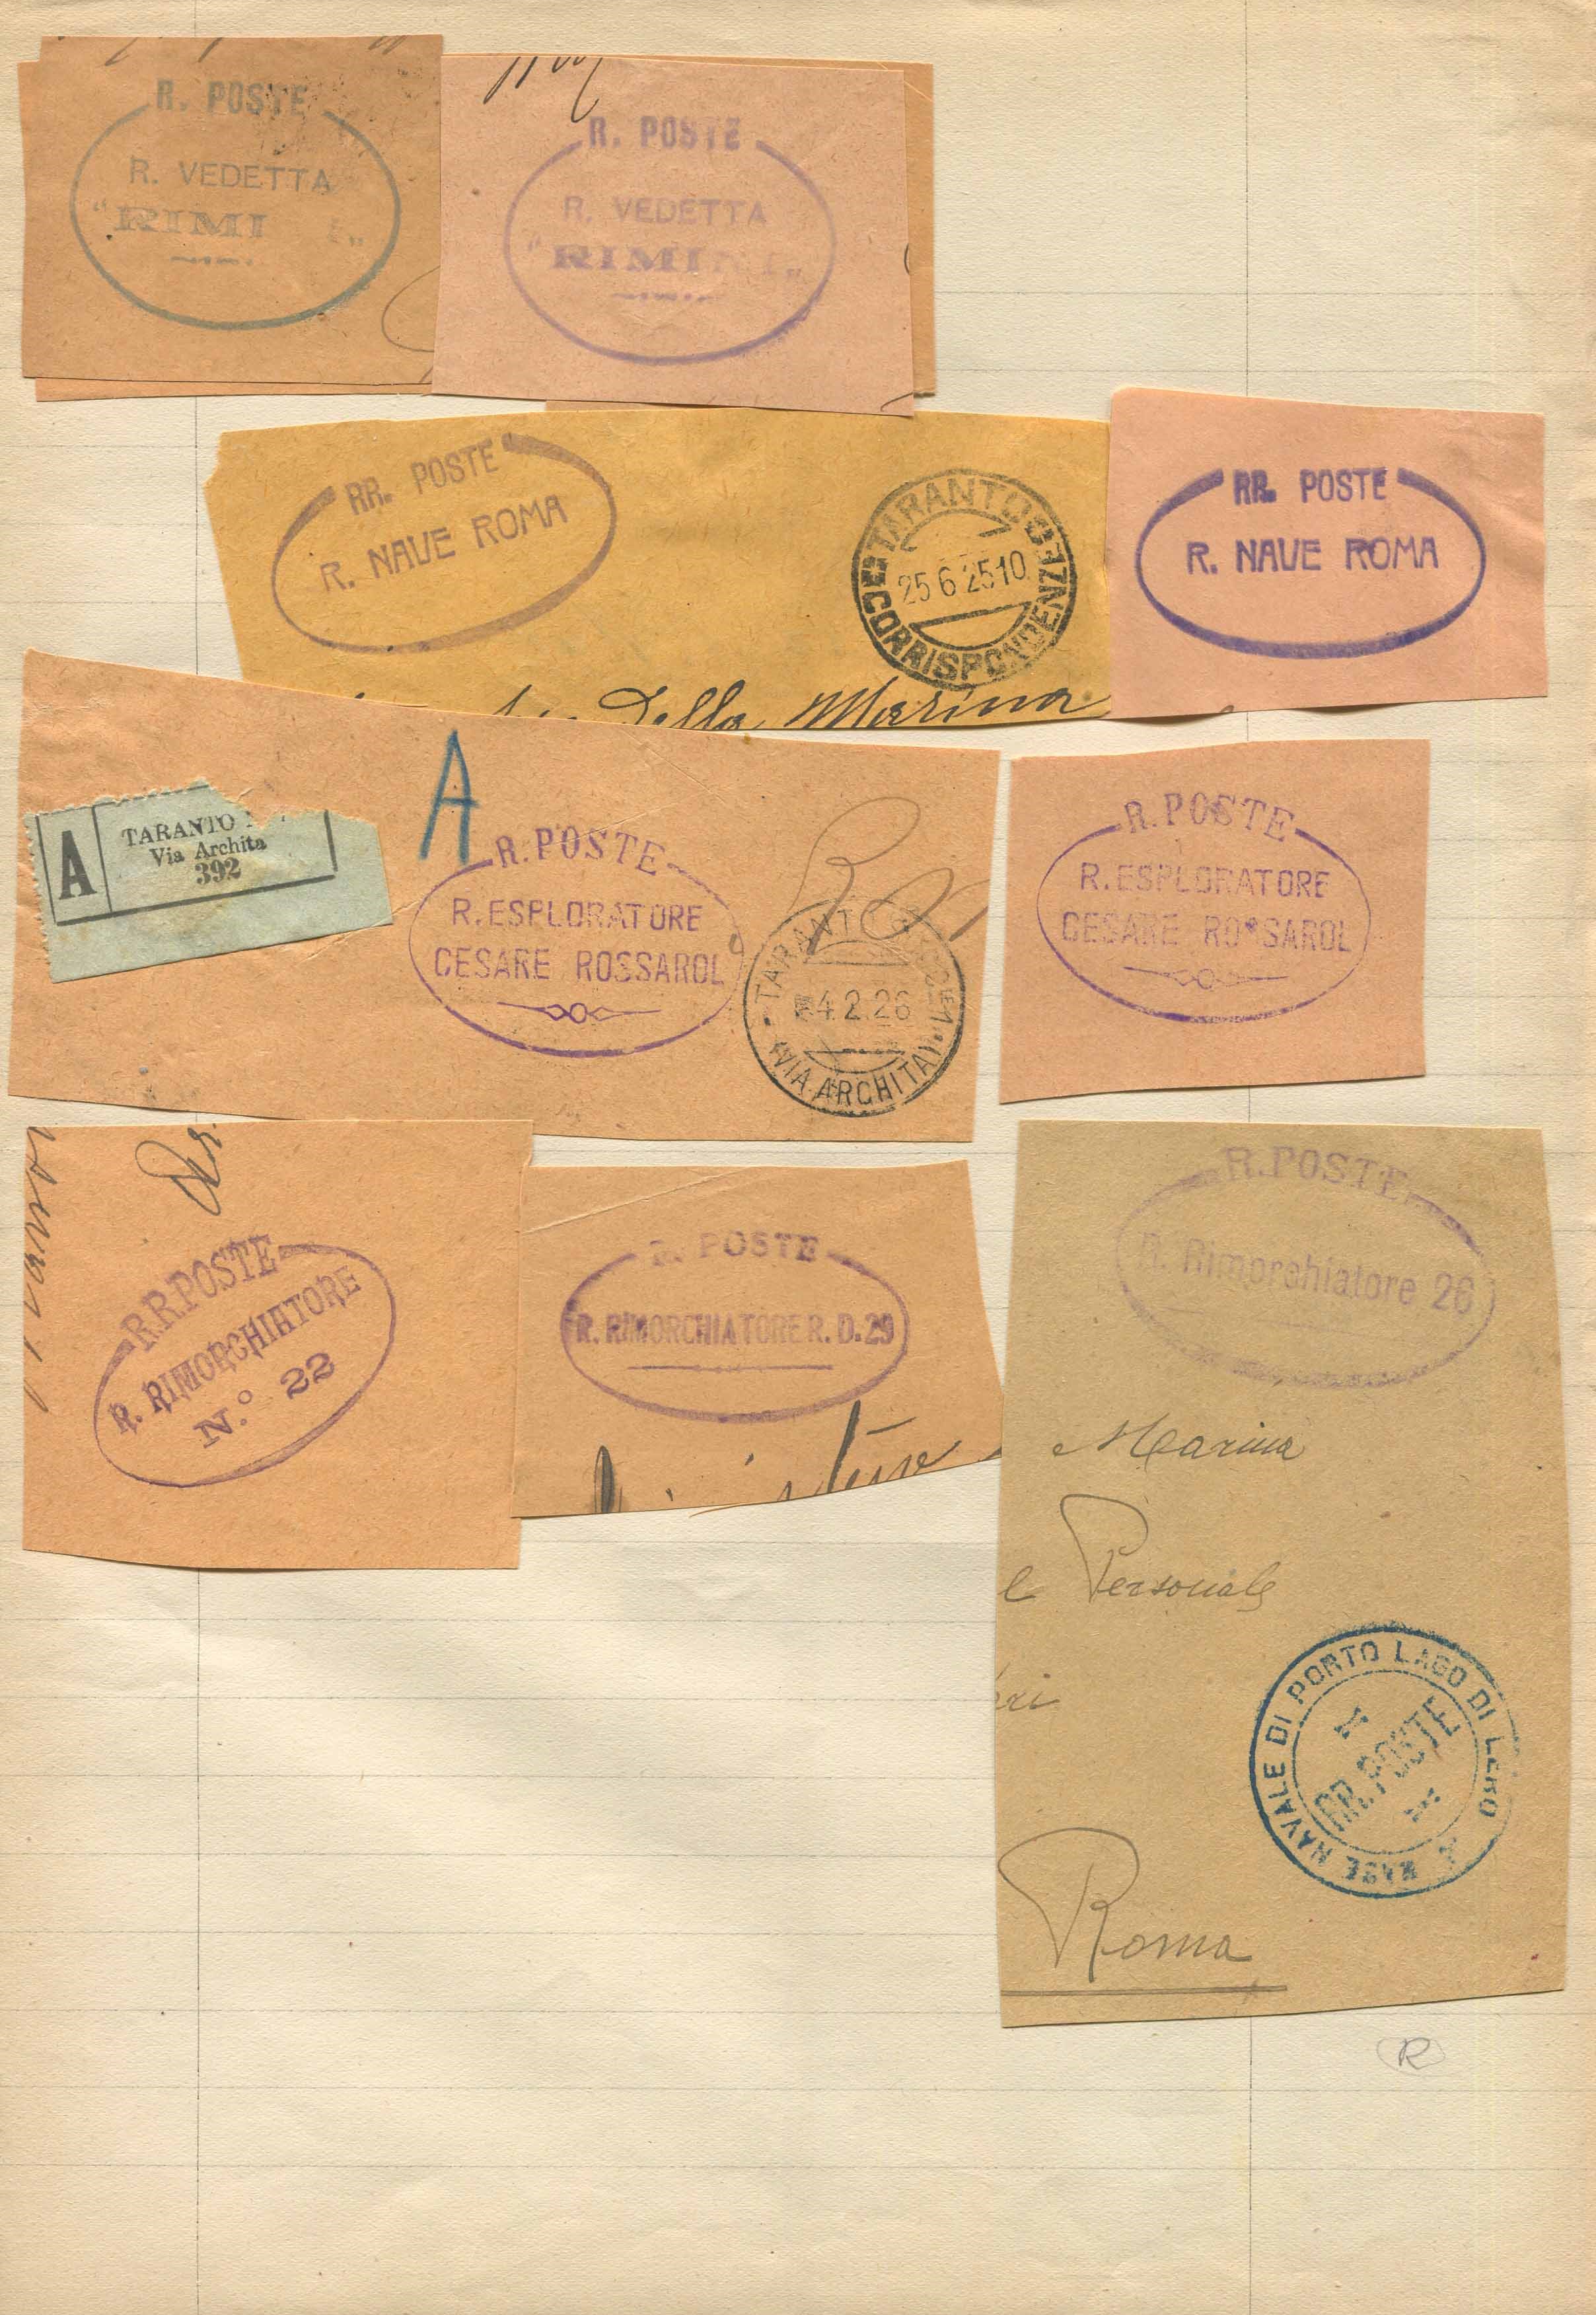 R. POSTE
R. VEDETTA
"RIMI
R. POSTE
R. VEDETTA
"RIMINI„
RR. POSTE
R. NAVE ROMA
TARANTO
25 6 25 10
CORRISPONDENZE
Della Marina
RR. POSTE
R. NAVE ROMA
A
TARANTO
Via Archita
392
A
R. POSTE
R. ESPLORATORE
CESARE ROSSAROL
TARANTO
4.2.26
(VIA ARCHITA)
R. POSTE
R. ESPLORATORE
CESARE RO*SAROL
R.R. POSTE
R. RIMORCHIATORE
N.° 22
R. POSTE
R. RIMORCHIATORE R. D. 29
R. POSTE
R. Rimorchiatore 26
Marina
l Personale
R. BASE NAVALE DI PORTO LAGO DI LERO
RR. POSTE
Roma
R